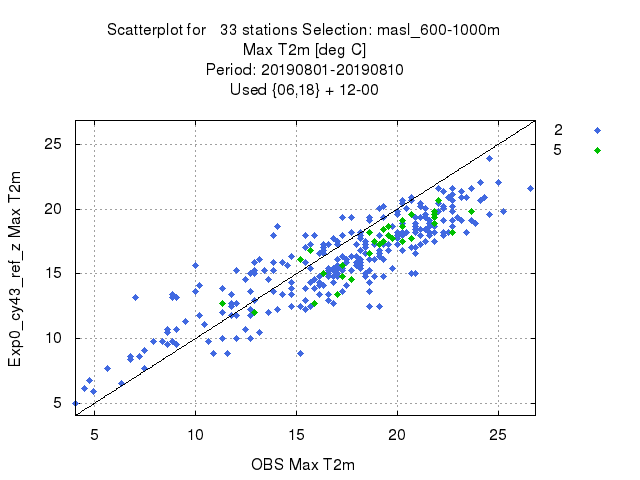 Scatterplot for 33 stations Selection: masl_600-1000m
Max T2m [deg C]
Period: 20190801-20190810
Used {06,18} + 12-00
2
5
Exp0_cy43_ref_z Max T2m
25
20
15
10
5
5 10 15 20 25
OBS Max T2m